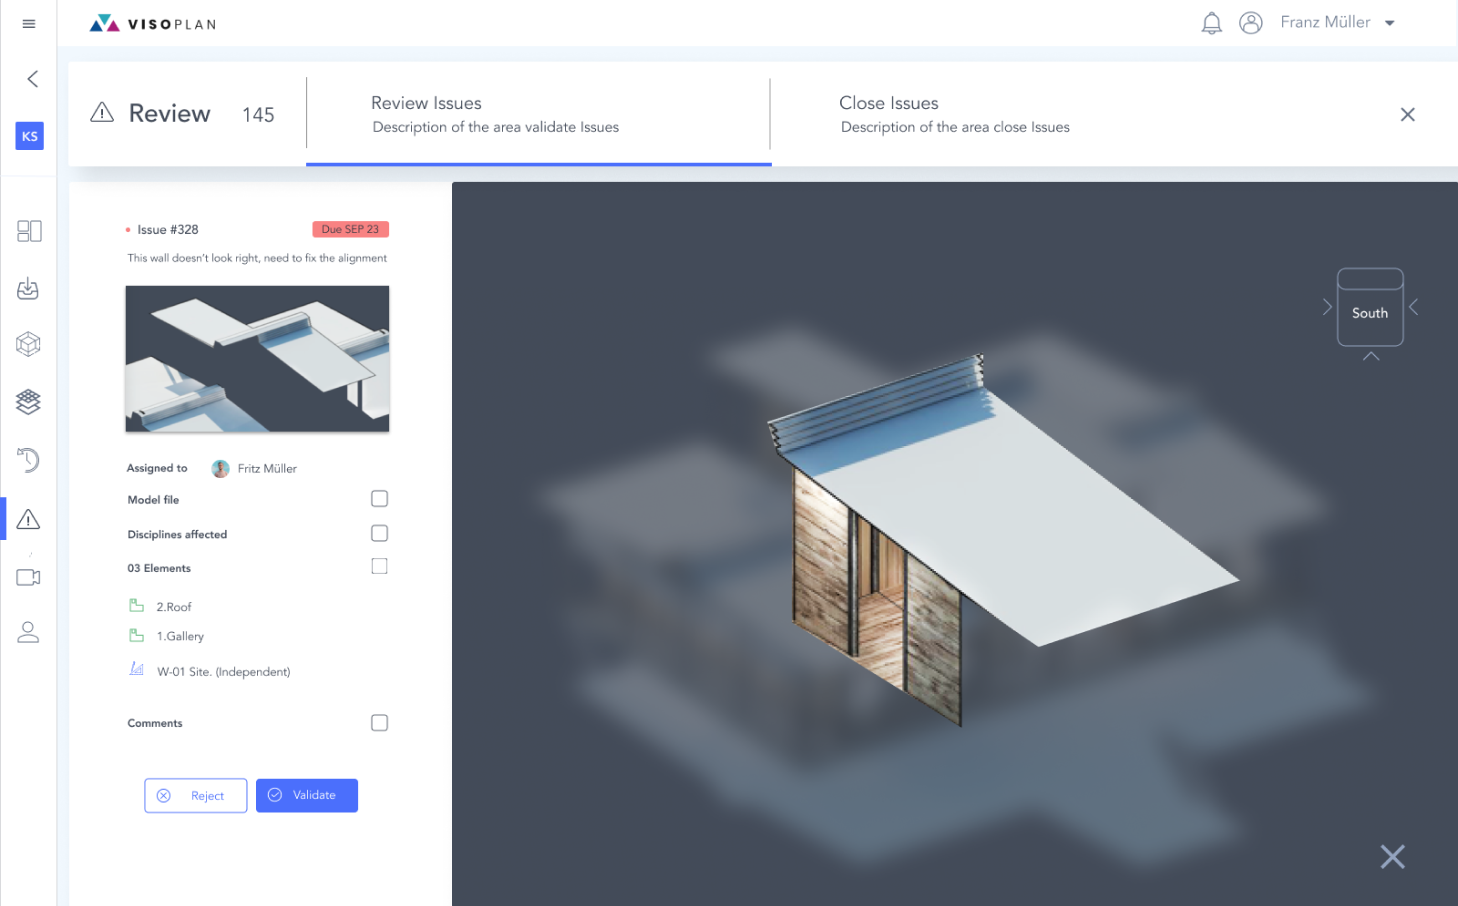 VISOPLAN
Franz Müller
KS
Review 145
Review Issues
Description of the area validate Issues
Close Issues
Description of the area close Issues
Issue #328
Due SEP 23
This wall doesn't look right, need to fix the alignment
Assigned to Fritz Müller
Model file
Disciplines affected
03 Elements
2.Roof
1.Gallery
W-01 Site. (Independent)
Comments
Reject
Validate
South